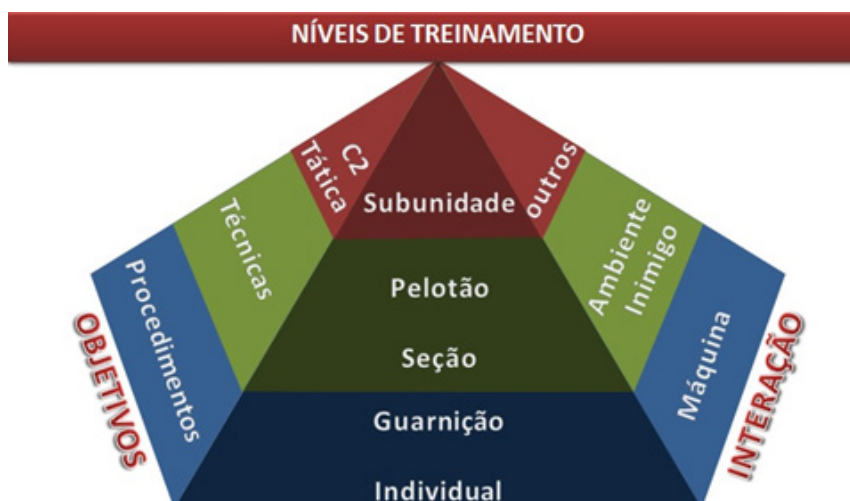 NÍVEIS DE TREINAMENTO
C2
Tática
outros
Subunidade
Técnicas
Ambiente
Inimigo
Pelotão
Seção
Procedimentos
Máquina
OBJETIVOS
INTERAÇÃO
Guarnição
Individual